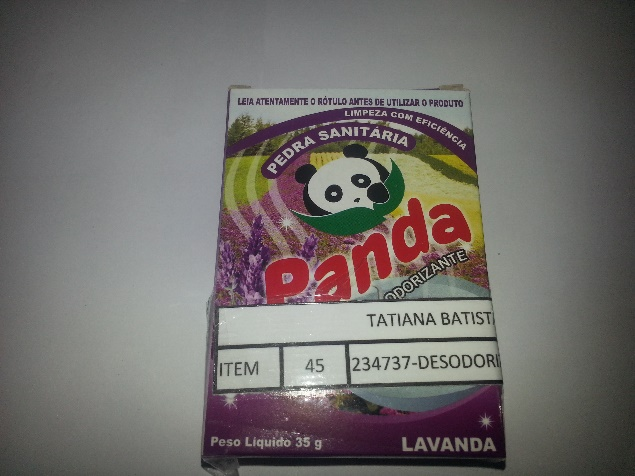 LEIA ATENTAMENTE O RÓTULO ANTES DE UTILIZAR O PRODUTO
LIMPEZA COM EFICIÊNCIA
PEDRA SANITÁRIA
Panda
ODORIZANTE
TATIANA BATIST
ITEM 45 234737-DESODORI
Peso Líquido 35 g
LAVANDA